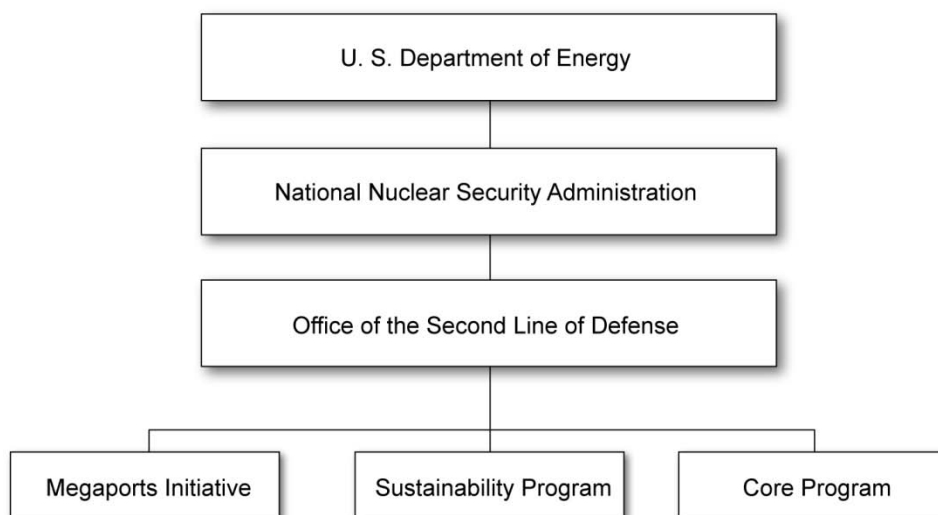 U. S. Department of Energy
National Nuclear Security Administration
Office of the Second Line of Defense
Megaports Initiative
Sustainability Program
Core Program